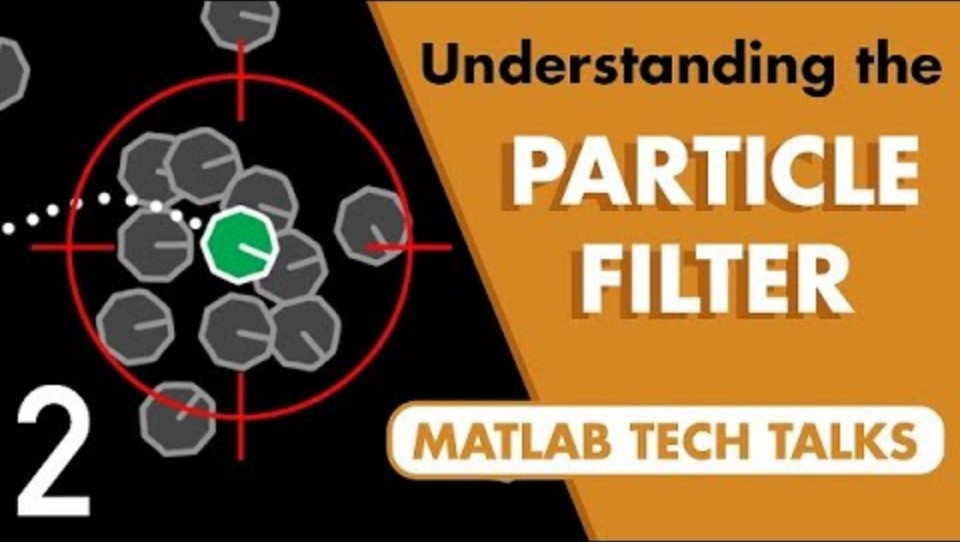 Understanding the
PARTICLE
FILTER
MATLAB TECH TALKS
2